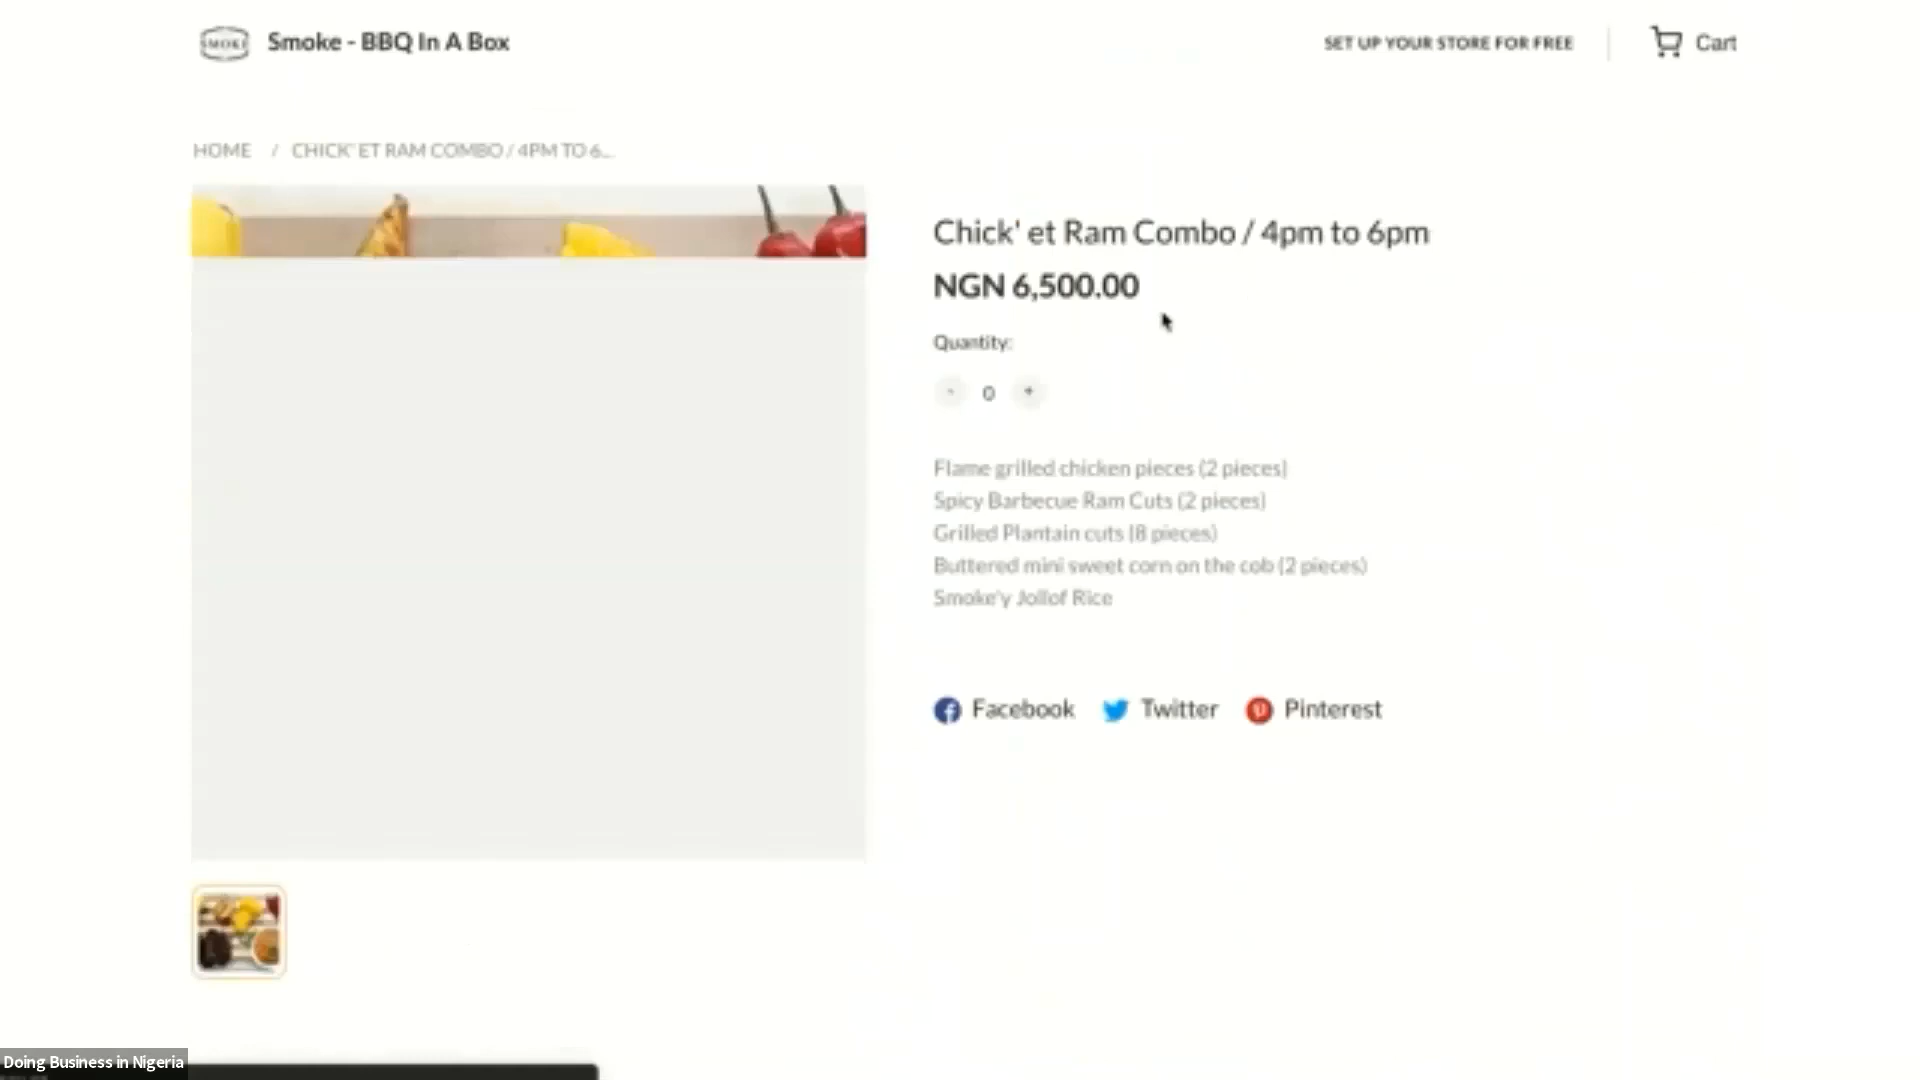 SMOKE
Smoke - BBQ In A Box
SET UP YOUR STORE FOR FREE
Cart
HOME / CHICK' ET RAM COMBO / 4PM TO 6...
Chick' et Ram Combo / 4pm to 6pm
NGN 6,500.00
Quantity:
- 0 +
Flame grilled chicken pieces (2 pieces)
Spicy Barbecue Ram Cuts (2 pieces)
Grilled Plantain cuts (8 pieces)
Buttered mini sweet corn on the cob (2 pieces)
Smoke'y Jollof Rice
Facebook
Twitter
Pinterest
Doing Business in Nigeria